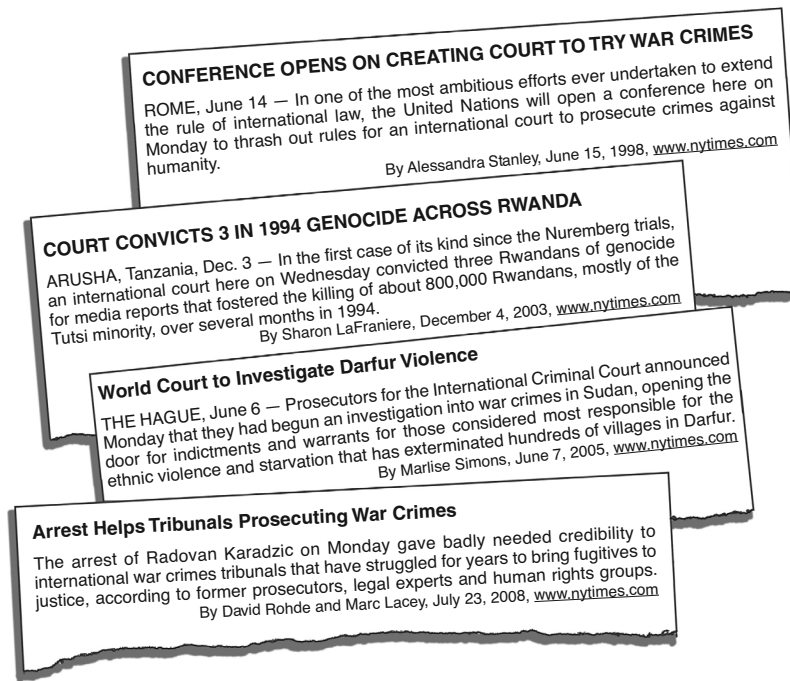 CONFERENCE OPENS ON CREATING COURT TO TRY WAR CRIMES
ROME, June 14 — In one of the most ambitious efforts ever undertaken to extend
the rule of international law, the United Nations will open a conference here on
Monday to thrash out rules for an international court to prosecute crimes against
humanity.
By Alessandra Stanley, June 15, 1998, www.nytimes.com
COURT CONVICTS 3 IN 1994 GENOCIDE ACROSS RWANDA
ARUSHA, Tanzania, Dec. 3 — In the first case of its kind since the Nuremberg trials,
an international court here on Wednesday convicted three Rwandans of genocide
for media reports that fostered the killing of about 800,000 Rwandans, mostly of the
Tutsi minority, over several months in 1994.
By Sharon LaFraniere, December 4, 2003, www.nytimes.com
World Court to Investigate Darfur Violence
THE HAGUE, June 6 — Prosecutors for the International Criminal Court announced
Monday that they had begun an investigation into war crimes in Sudan, opening the
door for indictments and warrants for those considered most responsible for the
ethnic violence and starvation that has exterminated hundreds of villages in Darfur.
By Marlise Simons, June 7, 2005, www.nytimes.com
Arrest Helps Tribunals Prosecuting War Crimes
The arrest of Radovan Karadzic on Monday gave badly needed credibility to
international war crimes tribunals that have struggled for years to bring fugitives to
justice, according to former prosecutors, legal experts and human rights groups.
By David Rohde and Marc Lacey, July 23, 2008, www.nytimes.com